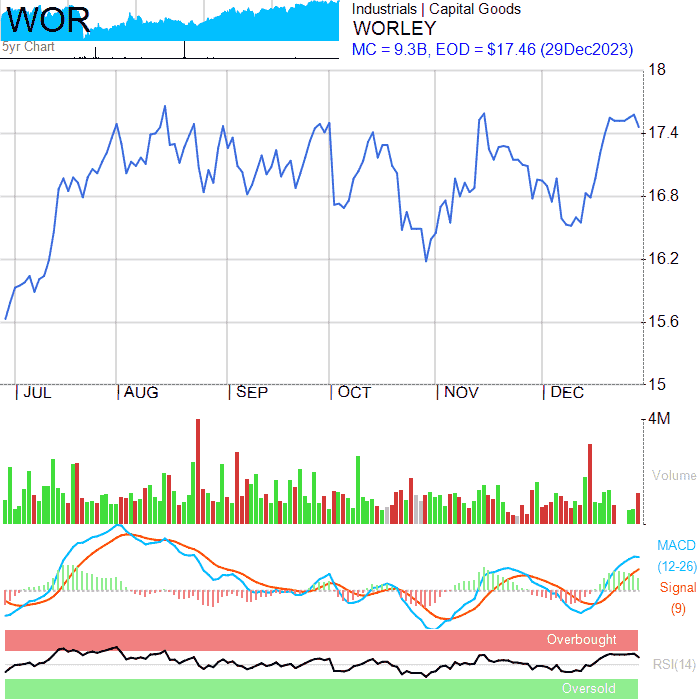 WOR
5yr Chart
Industrials | Capital Goods
WORLEY
MC = 9.3B, EOD = $17.46 (29Dec2023)
18
17.4
16.8
16.2
15.6
15
JUL AUG SEP OCT NOV DEC
4M
Volume
MACD
(12-26)
Signal
(9)
Overbought
RSI(14)
Oversold